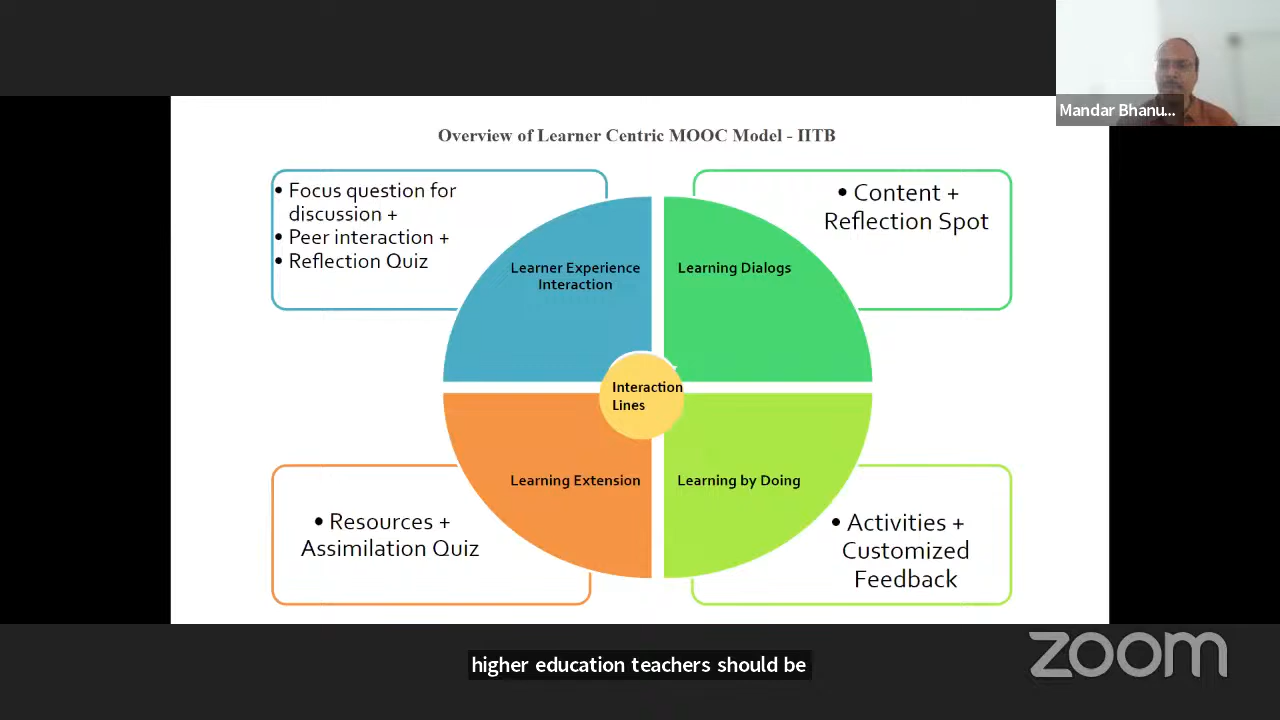 Mandar Bhanu...
Overview of Learner Centric MOOC Model - IITB
• Focus question for
discussion +
• Peer interaction +
• Reflection Quiz
• Content +
Reflection Spot
Learner Experience
Interaction
Learning Dialogs
Interaction
Lines
Learning Extension
Learning by Doing
• Resources +
Assimilation Quiz
• Activities +
Customized
Feedback
higher education teachers should be
zoom